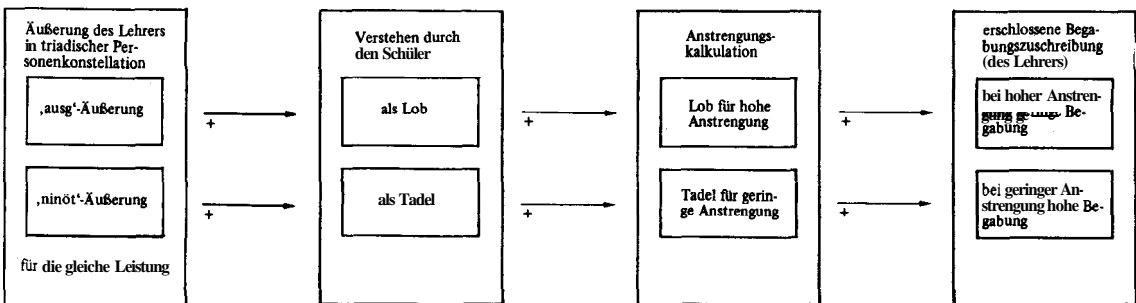 Äußerung des Lehrers
in triadischer Per-
sonenkonstellation
‚ausg‘-Äußerung
‚ninöt‘-Äußerung
für die gleiche Leistung
+
+
Verstehen durch
den Schüler
als Lob
als Tadel
+
+
Anstrengungs-
kalkulation
Lob für hohe
Anstrengung
Tadel für gerin-
ge Anstrengung
+
+
erschlossene Bega-
bungszuschreibung
(des Lehrers)
bei hoher Anstren-
gung Be-
gabung
bei geringer An-
strengung hohe Be-
gabung